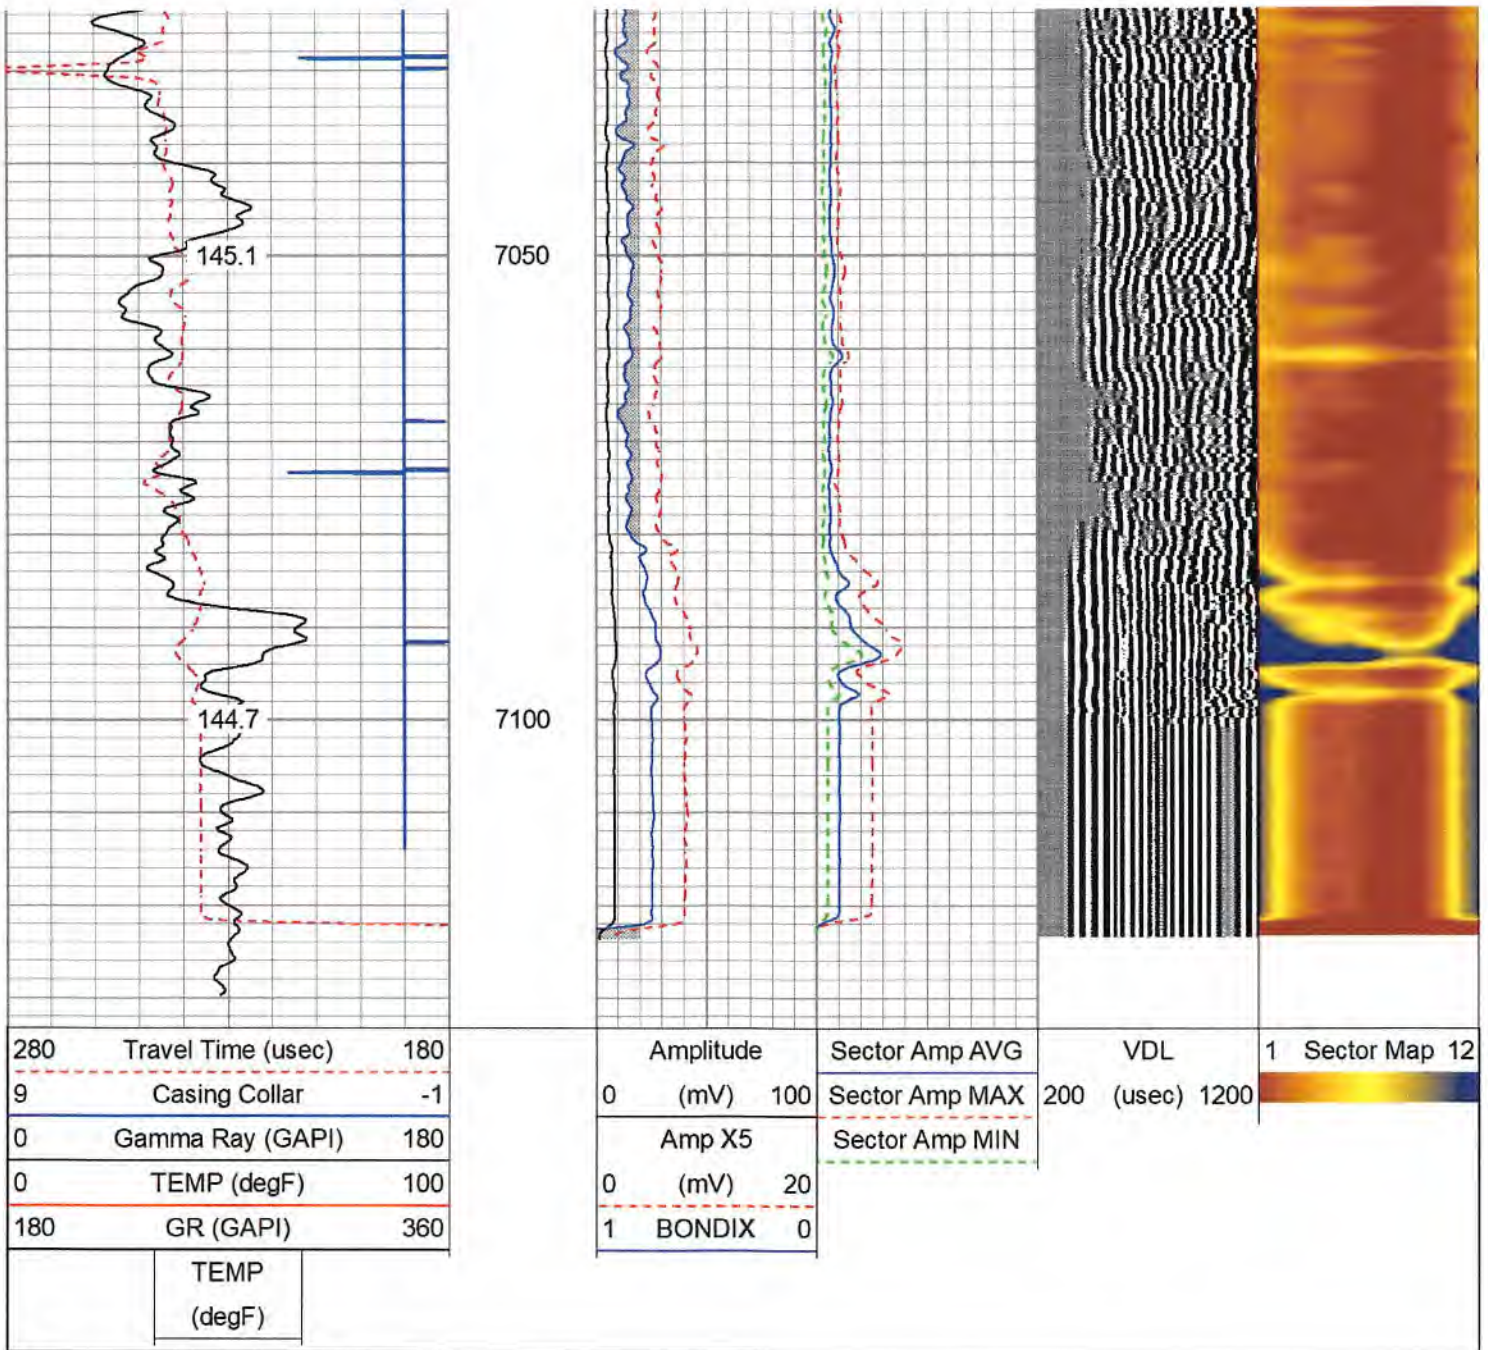 145.1
7050
144.7
7100
280 Travel Time (usec) 180
9 Casing Collar -1
0 Gamma Ray (GAPI) 180
0 TEMP (degF) 100
180 GR (GAPI) 360
TEMP
(degF)
Amplitude
0 (mV) 100
Amp X5
0 (mV) 20
1 BONDIX 0
Sector Amp AVG
Sector Amp MAX
Sector Amp MIN
VDL
200 (usec) 1200
1 Sector Map 12